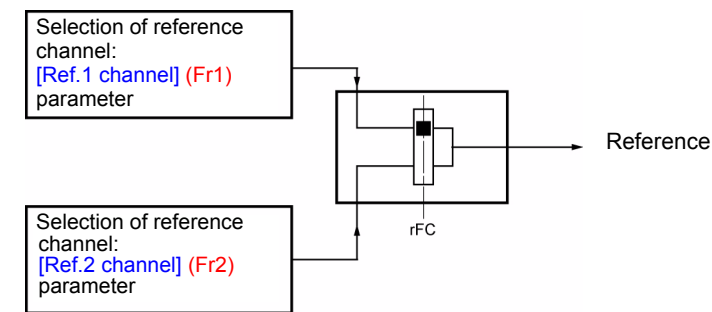 Selection of reference
channel:
[Ref.1 channel] (Fr1)
parameter
Reference
rFC
Selection of reference
channel:
[Ref.2 channel] (Fr2)
parameter